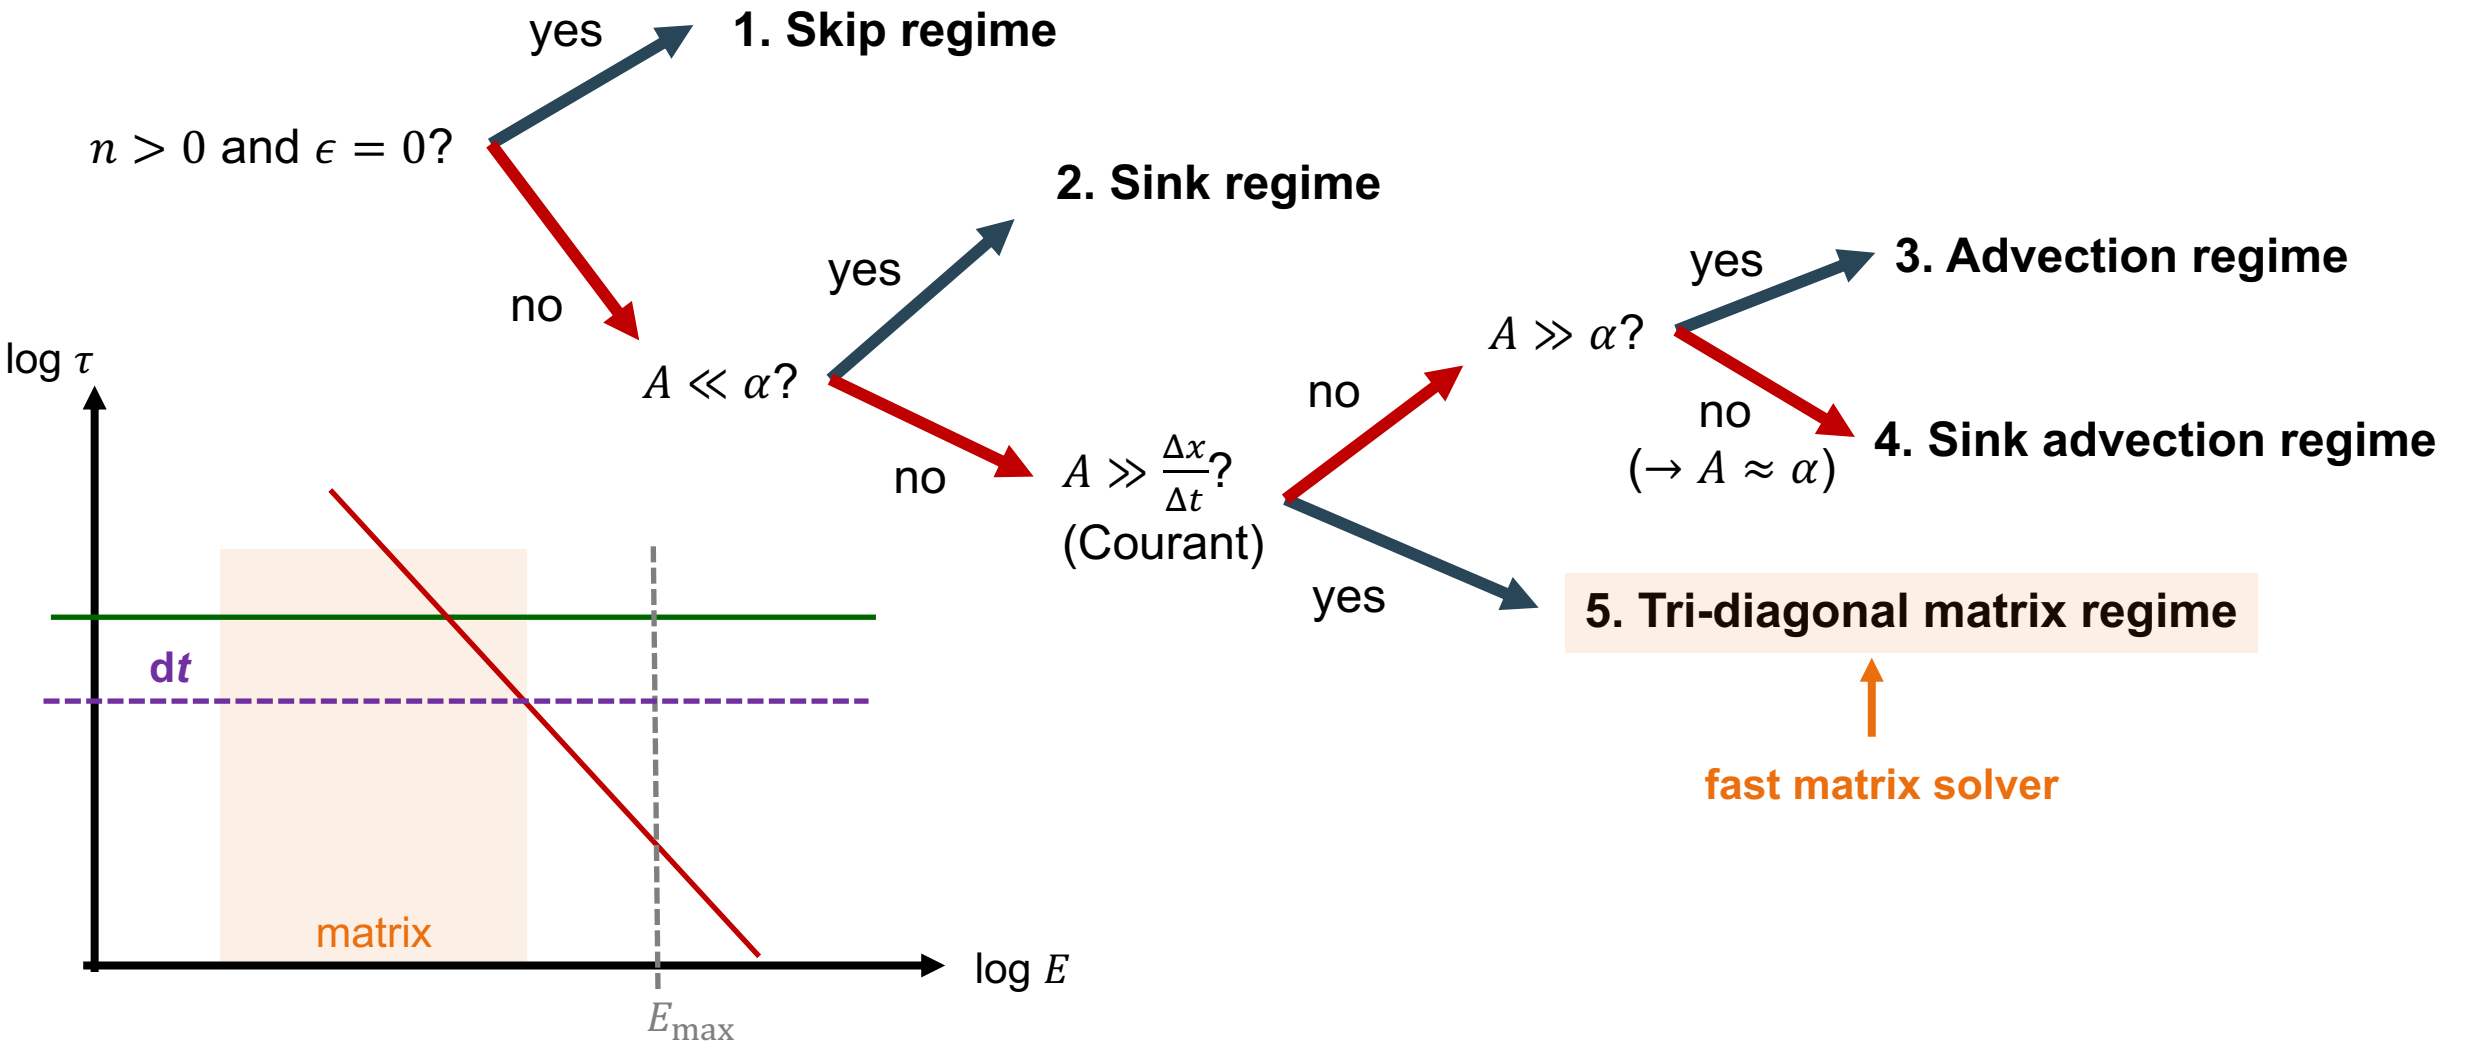 yes
1. Skip regime
n > 0 and ϵ = 0?
no
2. Sink regime
yes
A ≪ α?
no
A ≫ Δx/Δt?
(Courant)
no
A ≫ α?
yes
3. Advection regime
no
(→ A ≈ α)
4. Sink advection regime
yes
5. Tri-diagonal matrix regime
fast matrix solver
log τ
dt
matrix
log E
E_max